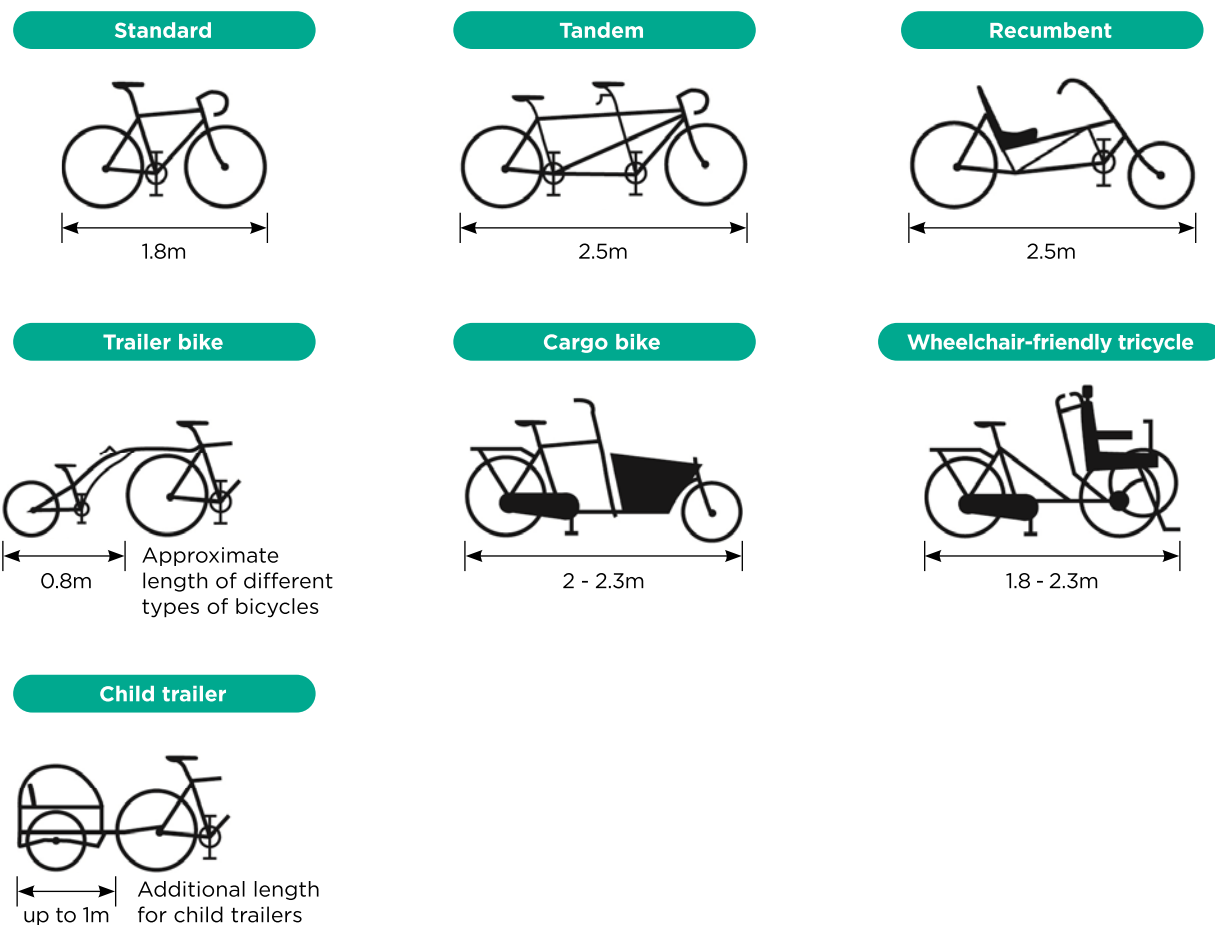 Standard
Tandem
Recumbent
1.8m
2.5m
2.5m
Trailer bike
Cargo bike
Wheelchair-friendly tricycle
0.8m
Approximate
length of different
types of bicycles
2 - 2.3m
1.8 - 2.3m
Child trailer
up to 1m
Additional length
for child trailers